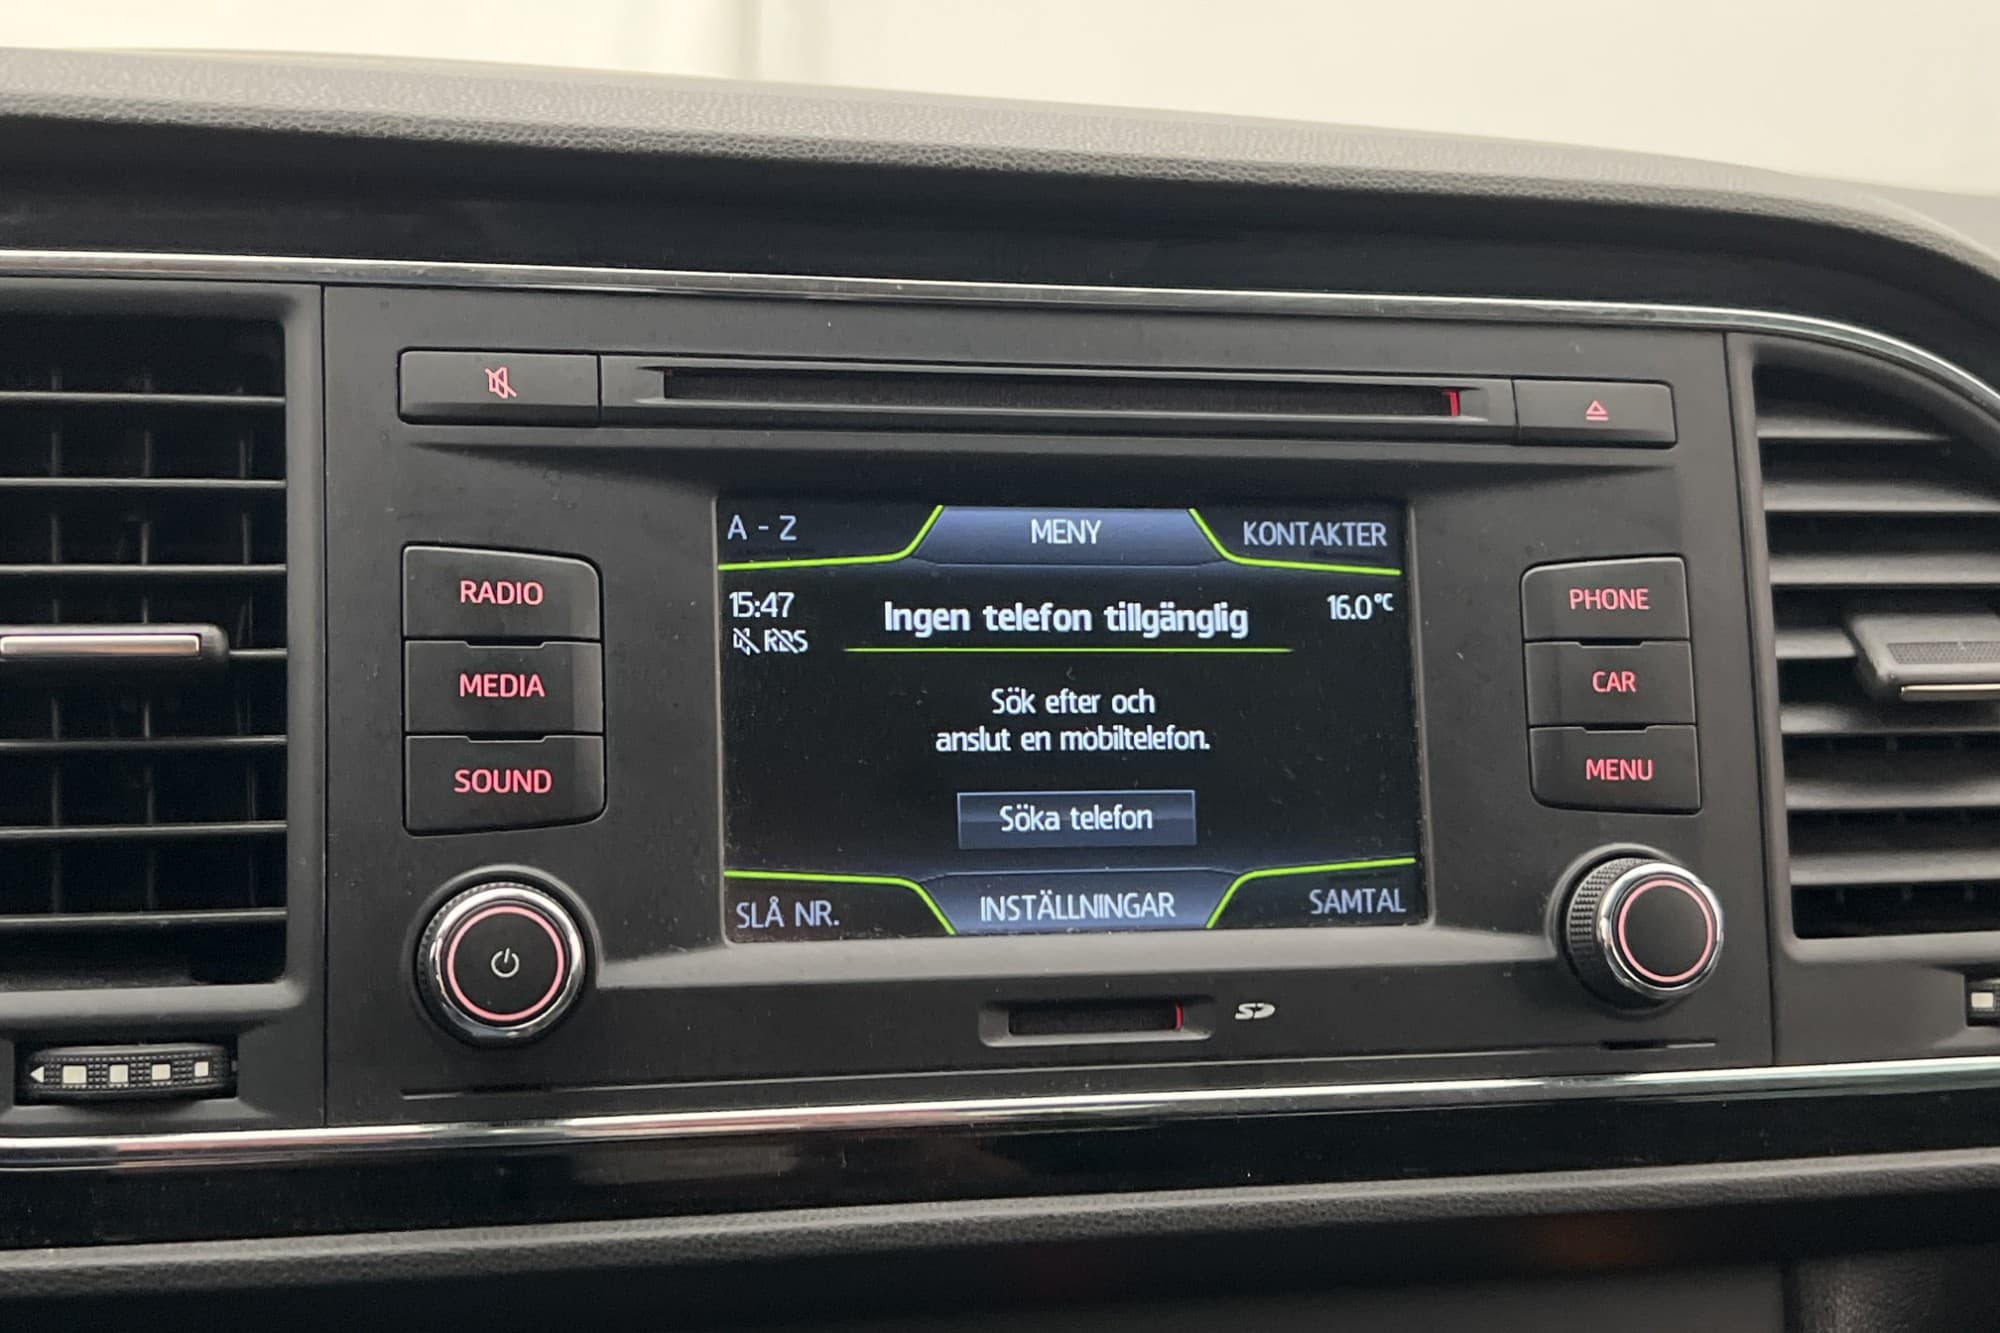 A - Z
MENY
KONTAKTER
15:47
Ingen telefon tillgänglig
16.0°C
RDS
Sök efter och
anslut en mobiltelefon.
Söka telefon
SLÅ NR.
INSTÄLLNINGAR
SAMTAL
RADIO
MEDIA
SOUND
PHONE
CAR
MENU
SD